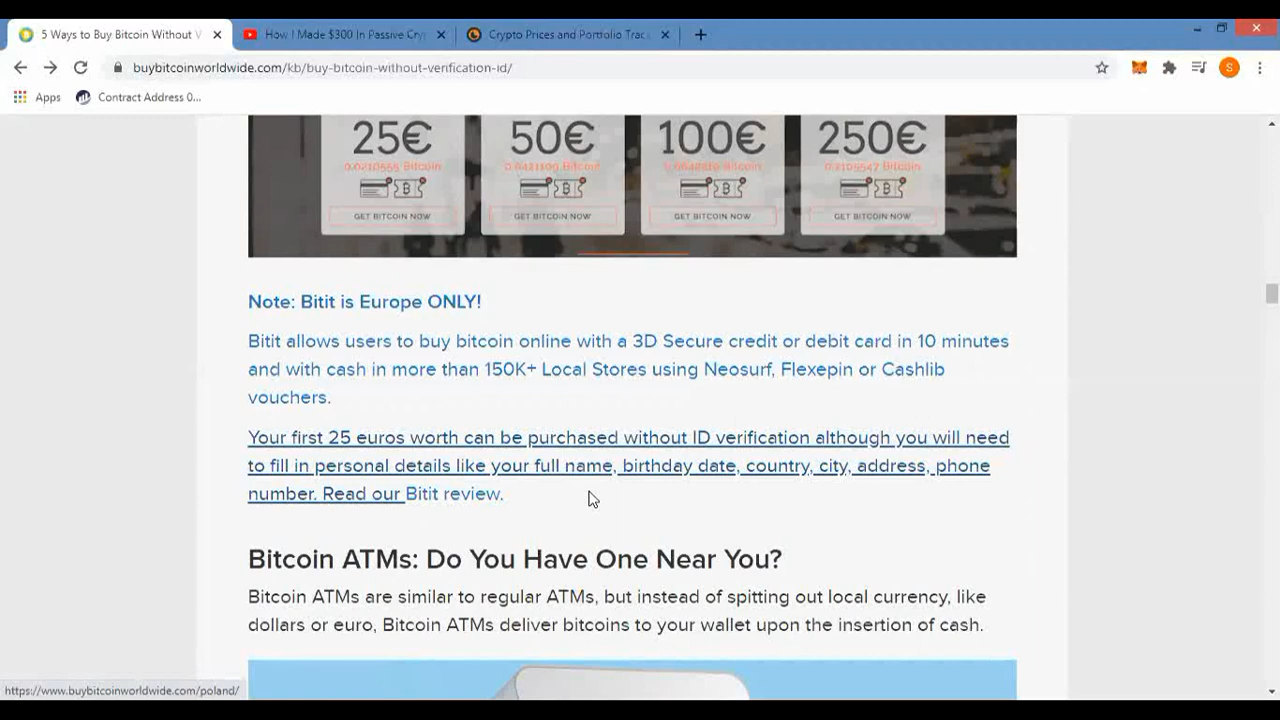 5 Ways to Buy Bitcoin Without V
How I Made $300 In Passive Cry
Crypto Prices and Portfolio Trac
buybitcoinworldwide.com/kb/buy-bitcoin-without-verification-id/
S
Apps
Contract Address 0...
25€ 50€ 100€ 250€
Bitcoin Bitcoin Bitcoin Bitcoin
GET BITCOIN NOW GET BITCOIN NOW GET BITCOIN NOW GET BITCOIN NOW
Note: Bitit is Europe ONLY!
Bitit allows users to buy bitcoin online with a 3D Secure credit or debit card in 10 minutes
and with cash in more than 150K+ Local Stores using Neosurf, Flexepin or Cashlib
vouchers.
Your first 25 euros worth can be purchased without ID verification although you will need
to fill in personal details like your full name, birthday date, country, city, address, phone
number. Read our Bitit review.
Bitcoin ATMs: Do You Have One Near You?
Bitcoin ATMs are similar to regular ATMs, but instead of spitting out local currency, like
dollars or euro, Bitcoin ATMs deliver bitcoins to your wallet upon the insertion of cash.
https://www.buybitcoinworldwide.com/poland/